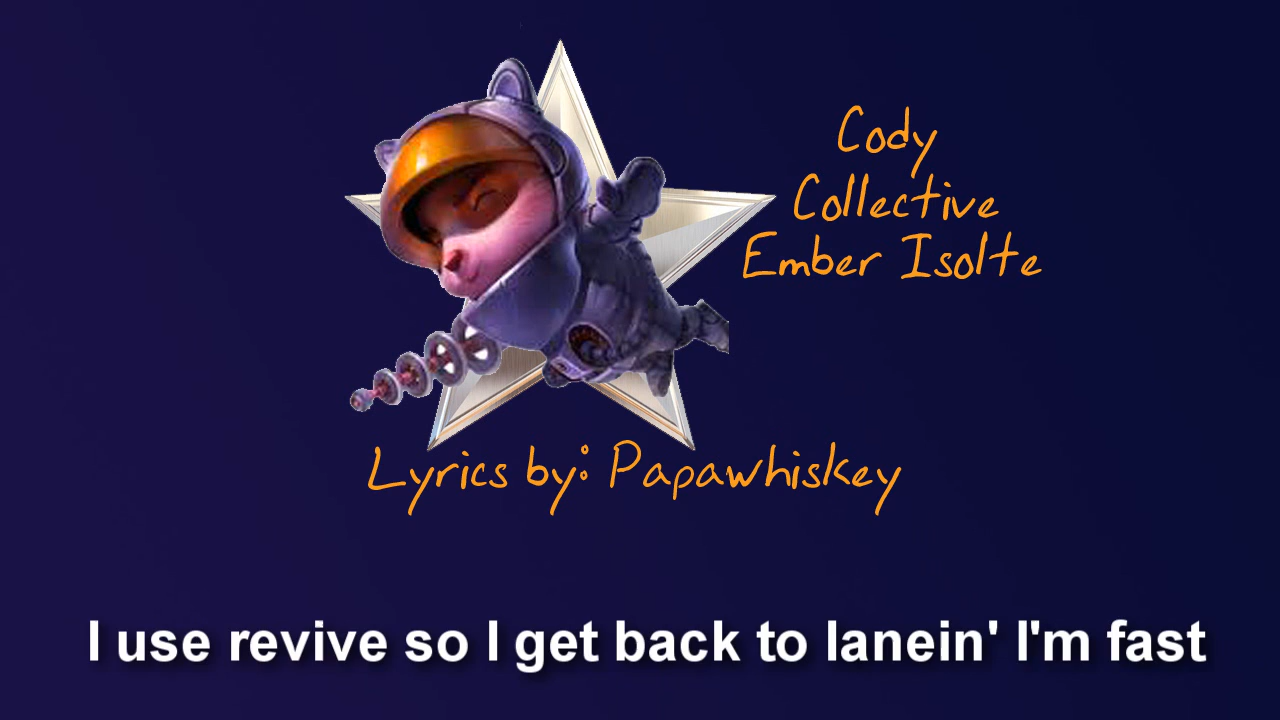 Cody
Collective
Ember Isolte
Lyrics by: Papawhiskey
I use revive so I get back to lanein' I'm fast